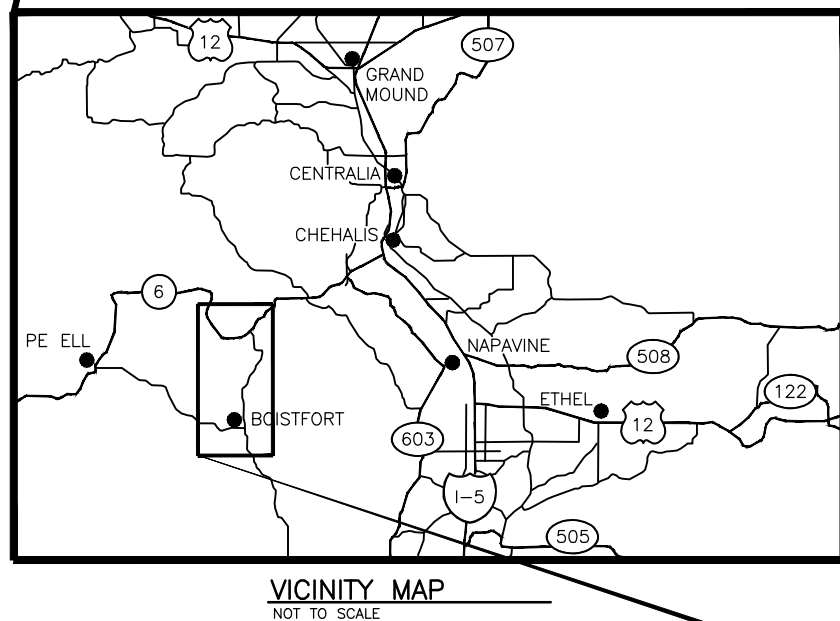 12
507
GRAND
MOUND
CENTRALIA
CHEHALIS
6
PE ELL
NAPAVINE
508
122
ETHEL
12
BOISTFORT
603
I-5
505
VICINITY MAP
NOT TO SCALE